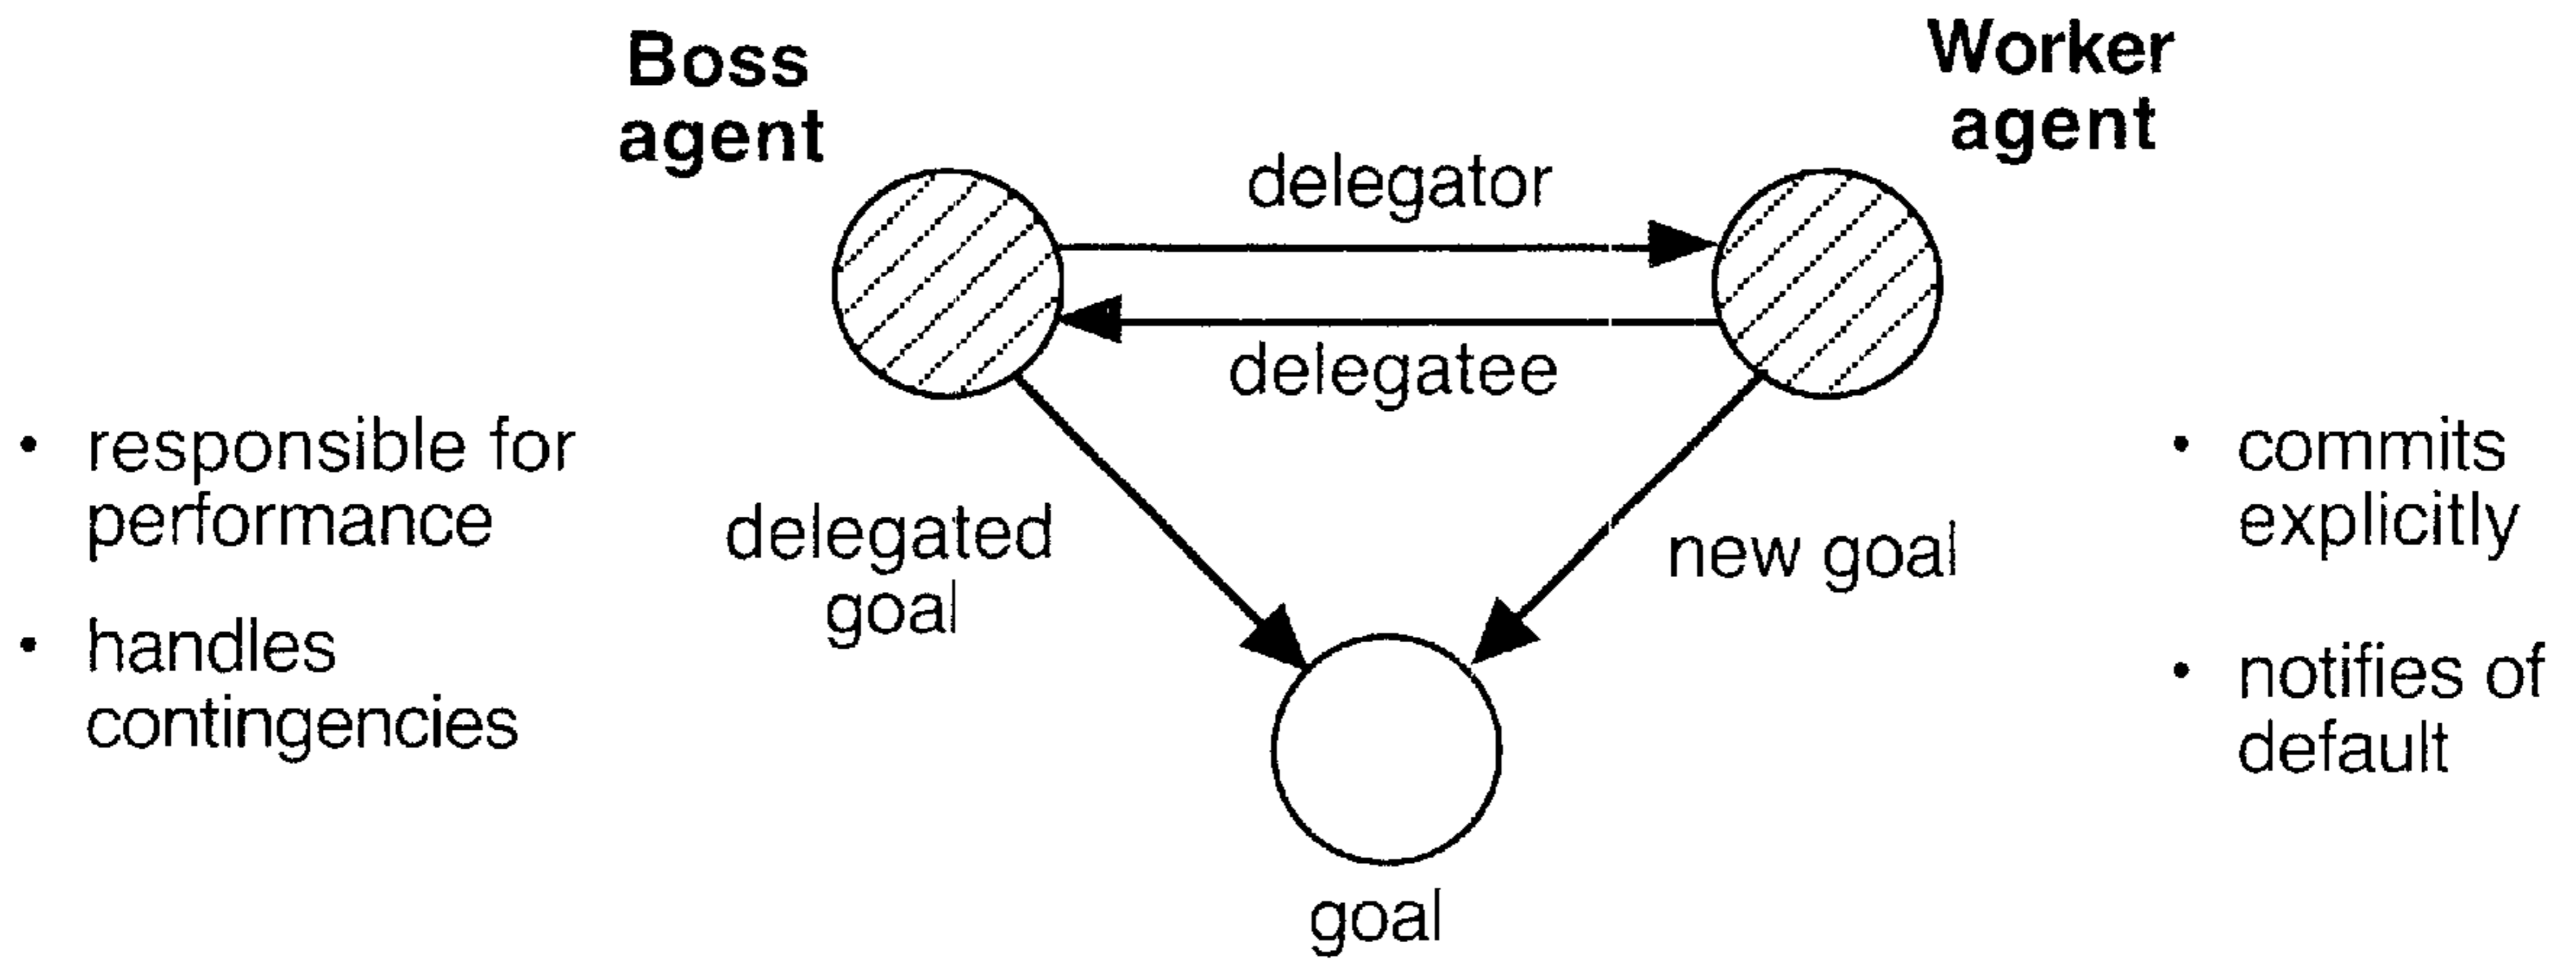 Boss
agent
Worker
agent
delegator
delegatee
• responsible for
performance
• handles
contingencies
delegated
goal
new goal
• commits
explicitly
• notifies of
default
goal